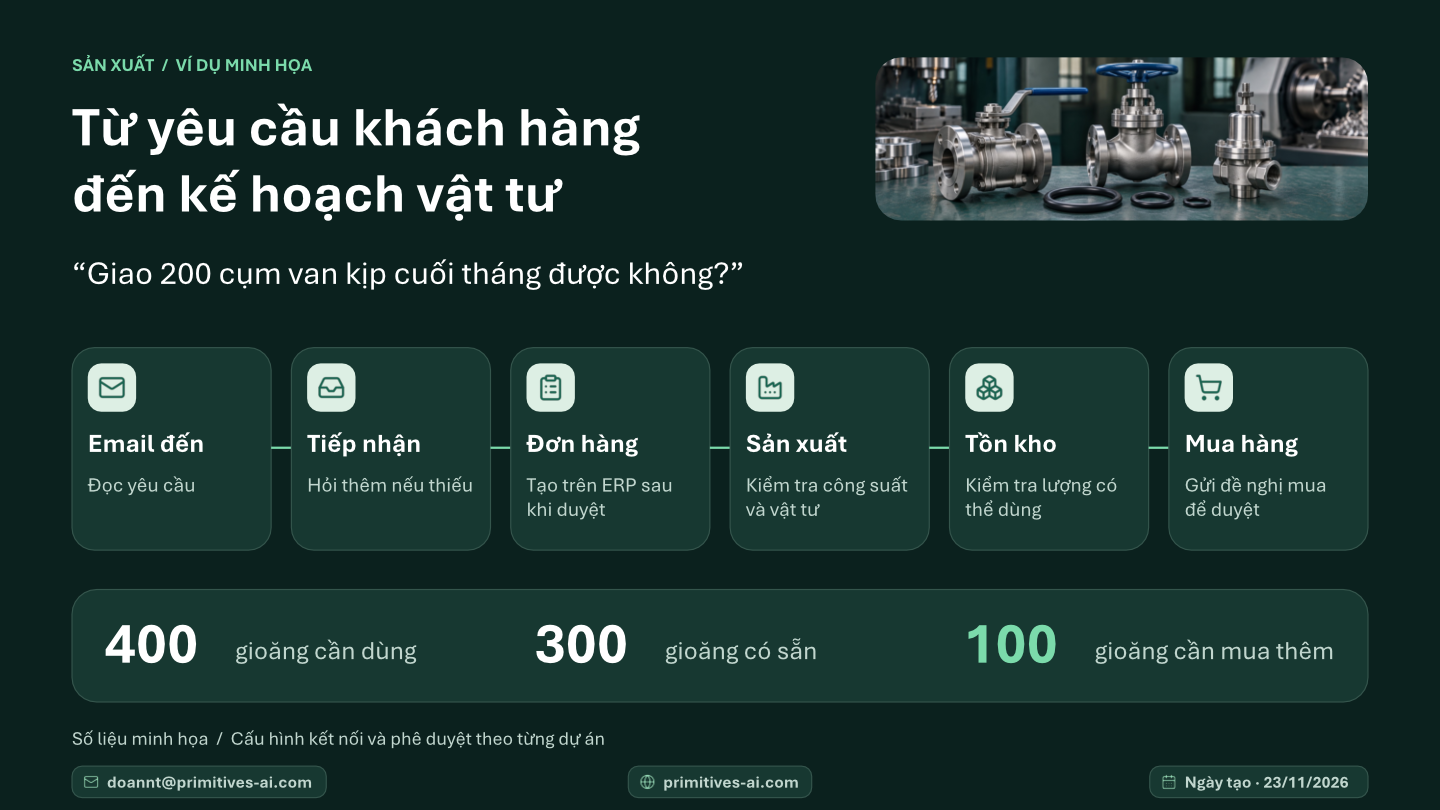 SẢN XUẤT / VÍ DỤ MINH HỌA
Từ yêu cầu khách hàng
đến kế hoạch vật tư
“Giao 200 cụm van kịp cuối tháng được không?”
Email đến
Đọc yêu cầu
Tiếp nhận
Hỏi thêm nếu thiếu
Đơn hàng
Tạo trên ERP sau
khi duyệt
Sản xuất
Kiểm tra công suất
và vật tư
Tồn kho
Kiểm tra lượng có
thể dùng
Mua hàng
Gửi đề nghị mua
để duyệt
400 gioăng cần dùng
300 gioăng có sẵn
100 gioăng cần mua thêm
Số liệu minh họa / Cấu hình kết nối và phê duyệt theo từng dự án
doannt@primitives-ai.com
primitives-ai.com
Ngày tạo · 23/11/2026